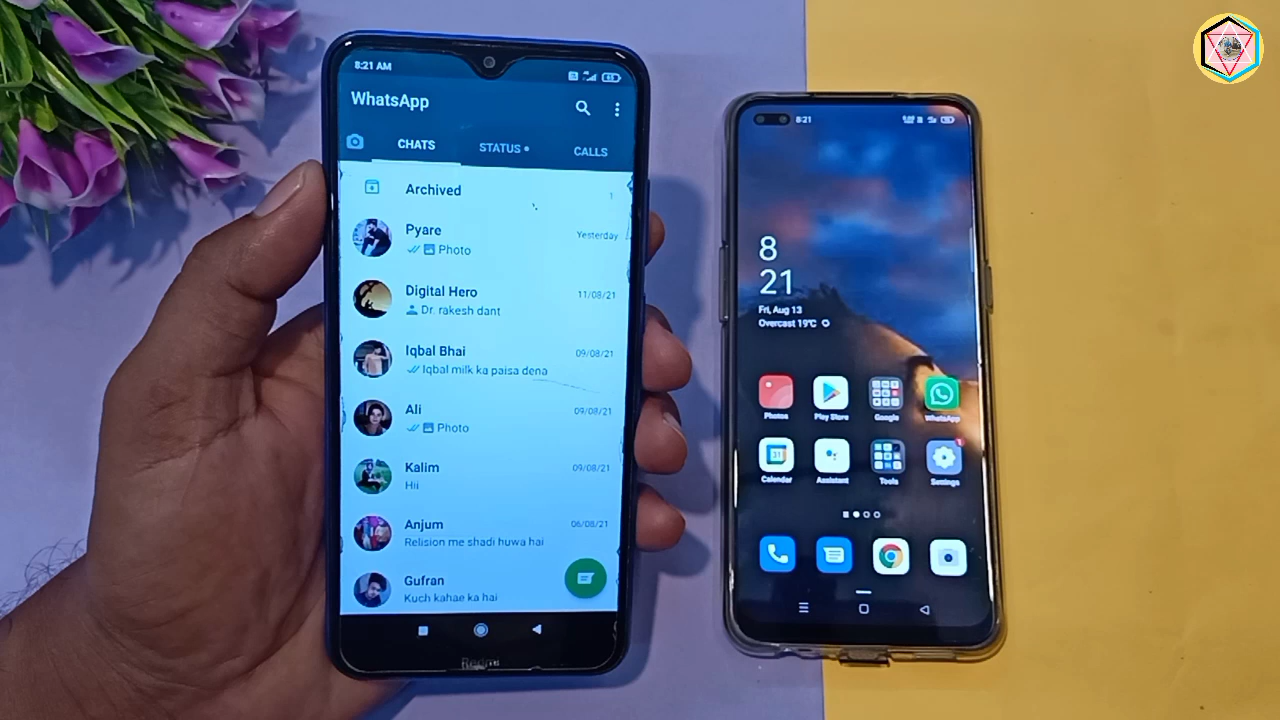 8:21 AM
WhatsApp
CHATS
STATUS
CALLS
Archived
1
Pyare
Yesterday
Photo
Digital Hero
11/08/21
Dr. rakesh dant
Iqbal Bhai
09/08/21
Iqbal milk ka paisa dena
Ali
09/08/21
Photo
Kalim
09/08/21
Hii
Anjum
06/08/21
Relision me shadi huwa hai
Gufran
Kuch kahae ka hai
Redmi
8:21
8
21
Fri, Aug 13
Overcast 19°C
Photos
Play Store
Google
WhatsApp
31
Calendar
Assistant
Tools
1
Settings